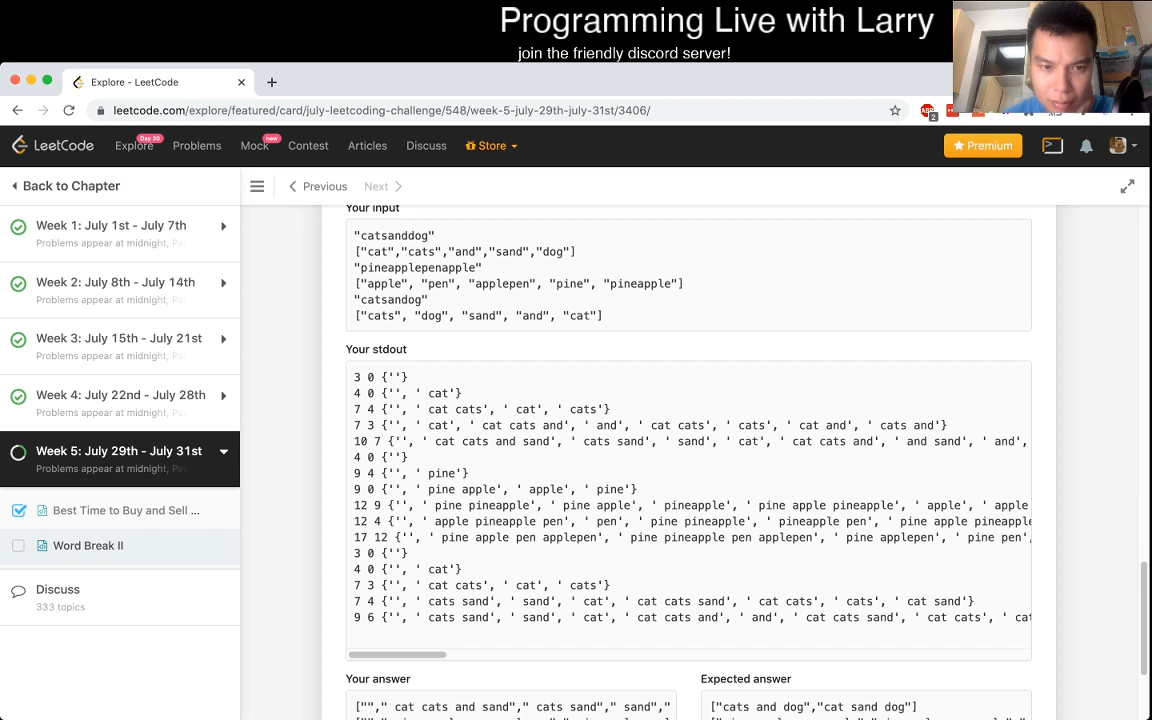 Programming Live with Larry
join the friendly discord server!
Explore - LeetCode
leetcode.com/explore/featured/card/july-leetcoding-challenge/548/week-5-july-29th-july-31st/3406/
ABP
2
LeetCode
Explore
Day 30
Problems
Mock
new
Contest
Articles
Discuss
Store
Premium
Back to Chapter
Previous
Next
Week 1: July 1st - July 7th
Problems appear at midnight, Pa
Week 2: July 8th - July 14th
Problems appear at midnight, Pa
Week 3: July 15th - July 21st
Problems appear at midnight, Pa
Week 4: July 22nd - July 28th
Problems appear at midnight, Pa
Week 5: July 29th - July 31st
Problems appear at midnight, Pa
Best Time to Buy and Sell ...
Word Break II
Discuss
333 topics
Your input
"catsanddog"
["cat","cats","and","sand","dog"]
"pineapplepenapple"
["apple", "pen", "applepen", "pine", "pineapple"]
"catsandog"
["cats", "dog", "sand", "and", "cat"]
Your stdout
3 0 {''}
4 0 {'', ' cat'}
7 4 {'', ' cat cats', ' cat', ' cats'}
7 3 {'', ' cat', ' cat cats and', ' and', ' cat cats', ' cats', ' cat and', ' cats and'}
10 7 {'', ' cat cats and sand', ' cats sand', ' sand', ' cat', ' cat cats and', ' and sand', ' and',
4 0 {''}
9 4 {'', ' pine'}
9 0 {'', ' pine apple', ' apple', ' pine'}
12 9 {'', ' pine pineapple', ' pine apple', ' pineapple', ' pine apple pineapple', ' apple', ' apple
12 4 {'', ' apple pineapple pen', ' pen', ' pine pineapple', ' pineapple pen', ' pine apple pineapple
17 12 {'', ' pine apple pen applepen', ' pine pineapple pen applepen', ' pine applepen', ' pine pen',
3 0 {''}
4 0 {'', ' cat'}
7 3 {'', ' cat cats', ' cat', ' cats'}
7 4 {'', ' cats sand', ' sand', ' cat', ' cat cats sand', ' cat cats', ' cats', ' cat sand'}
9 6 {'', ' cats sand', ' sand', ' cat', ' cat cats and', ' and', ' cat cats sand', ' cat cats', ' cat
Your answer
Expected answer
[""," cat cats and sand"," cats sand"," sand","
["cats and dog","cat sand dog"]